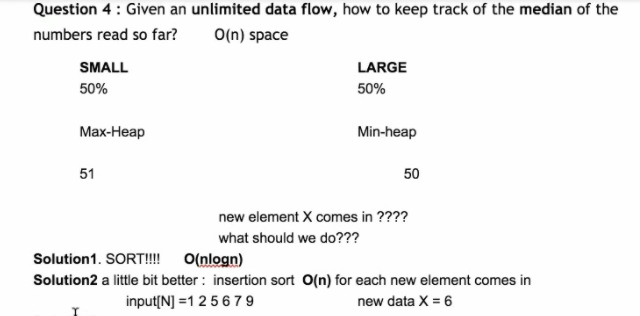 Question 4 : Given an unlimited data flow, how to keep track of the median of the
numbers read so far? O(n) space
SMALL LARGE
50% 50%
Max-Heap Min-heap
51 50
new element X comes in ????
what should we do???
Solution1. SORT!!!! O(nlogn)
Solution2 a little bit better : insertion sort O(n) for each new element comes in
input[N] =1 2 5 6 7 9 new data X = 6